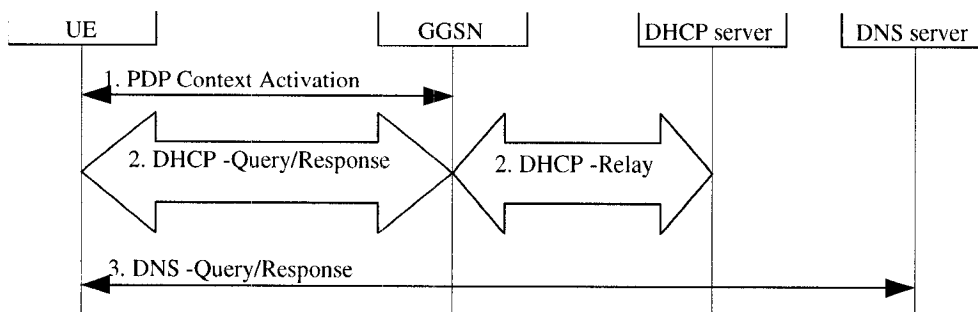 UE
GGSN
DHCP server
DNS server
1. PDP Context Activation
2. DHCP -Query/Response
2. DHCP -Relay
3. DNS -Query/Response